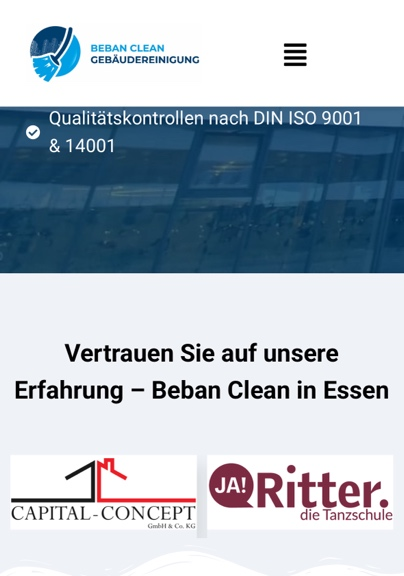 BEBAN CLEAN
GEBÄUDEREINIGUNG
Qualitätskontrollen nach DIN ISO 9001
& 14001
Vertrauen Sie auf unsere
Erfahrung – Beban Clean in Essen
CAPITAL-CONCEPT
GmbH & Co. KG
JA! Ritter.
die Tanzschule